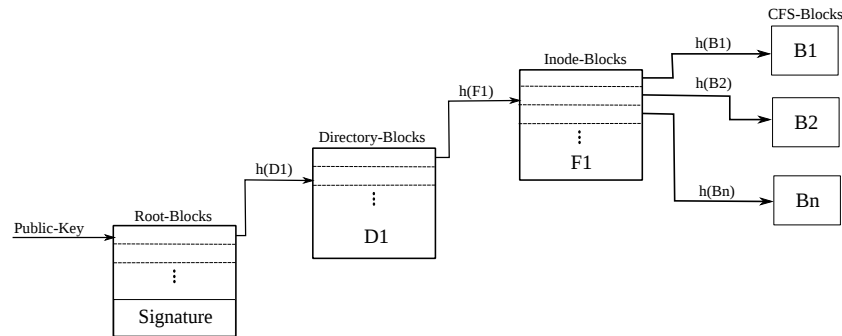 CFS-Blocks
B1
h(B1)
Inode-Blocks
h(B2)
B2
h(F1)
Directory-Blocks
⋮
F1
h(D1)
h(Bn)
Bn
⋮
Root-Blocks
Public-Key
D1
⋮
Signature